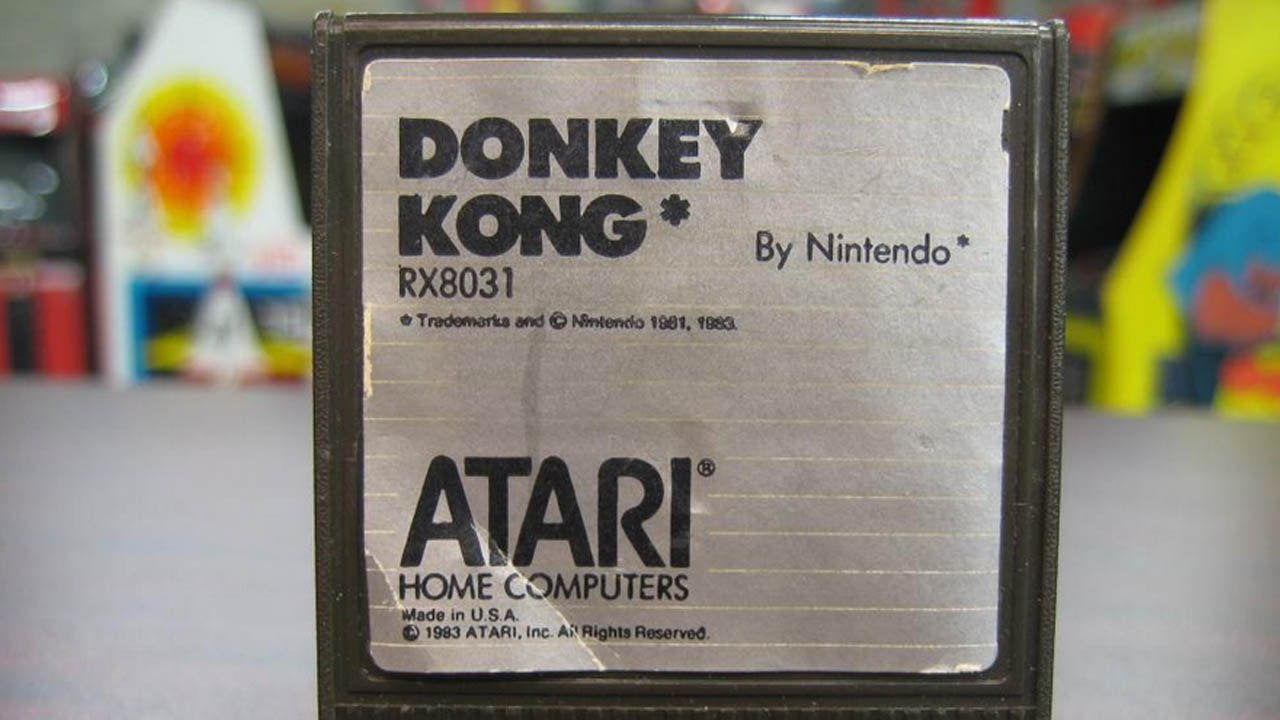 DONKEY
KONG*
By Nintendo*
RX8031
* Trademarks and © Nintendo 1981, 1983.
ATARI®
HOME COMPUTERS
Made in U.S.A.
© 1983 ATARI, Inc. All Rights Reserved.